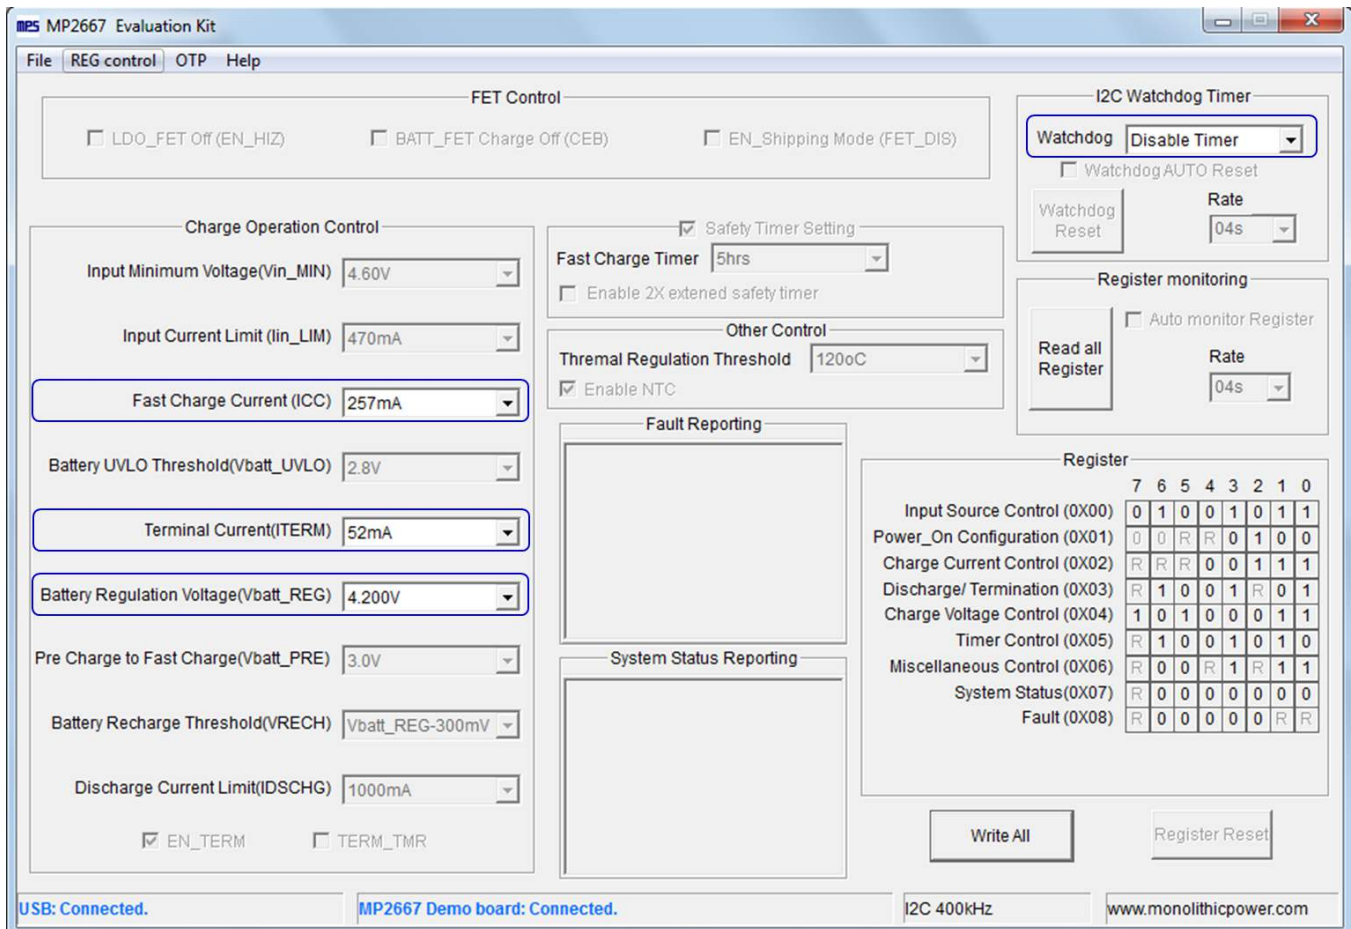 mps MP2667 Evaluation Kit
File REG control OTP Help
FET Control
LDO_FET Off (EN_HIZ) BATT_FET Charge Off (CEB) EN_Shipping Mode (FET_DIS)
I2C Watchdog Timer
Watchdog Disable Timer
Watchdog AUTO Reset
Watchdog Reset
Rate
04s
Charge Operation Control
Input Minimum Voltage(Vin_MIN) 4.60V
Input Current Limit (Iin_LIM) 470mA
Fast Charge Current (ICC) 257mA
Battery UVLO Threshold(Vbatt_UVLO) 2.8V
Terminal Current(ITERM) 52mA
Battery Regulation Voltage(Vbatt_REG) 4.200V
Pre Charge to Fast Charge(Vbatt_PRE) 3.0V
Battery Recharge Threshold(VRECH) Vbatt_REG-300mV
Discharge Current Limit(IDSCHG) 1000mA
EN_TERM TERM_TMR
Safety Timer Setting
Fast Charge Timer 5hrs
Enable 2X extened safety timer
Other Control
Thremal Regulation Threshold 120oC
Enable NTC
Fault Reporting
System Status Reporting
Register monitoring
Read all
Register
Auto monitor Register
Rate
04s
Register
7 6 5 4 3 2 1 0
Input Source Control (0X00) 0 1 0 0 1 0 1 1
Power_On Configuration (0X01) 0 0 R R 0 1 0 0
Charge Current Control (0X02) R R R 0 0 1 1 1
Discharge/ Termination (0X03) R 1 0 0 1 R 0 1
Charge Voltage Control (0X04) 1 0 1 0 0 0 1 1
Timer Control (0X05) R 1 0 0 1 0 1 0
Miscellaneous Control (0X06) R 0 0 R 1 R 1 1
System Status(0X07) R 0 0 0 0 0 0 0
Fault (0X08) R 0 0 0 0 0 R R
Write All Register Reset
USB: Connected. MP2667 Demo board: Connected. I2C 400kHz www.monolithicpower.com